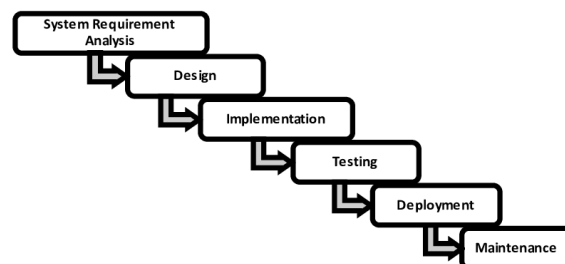 System Requirement
Analysis
Design
Implementation
Testing
Deployment
Maintenance